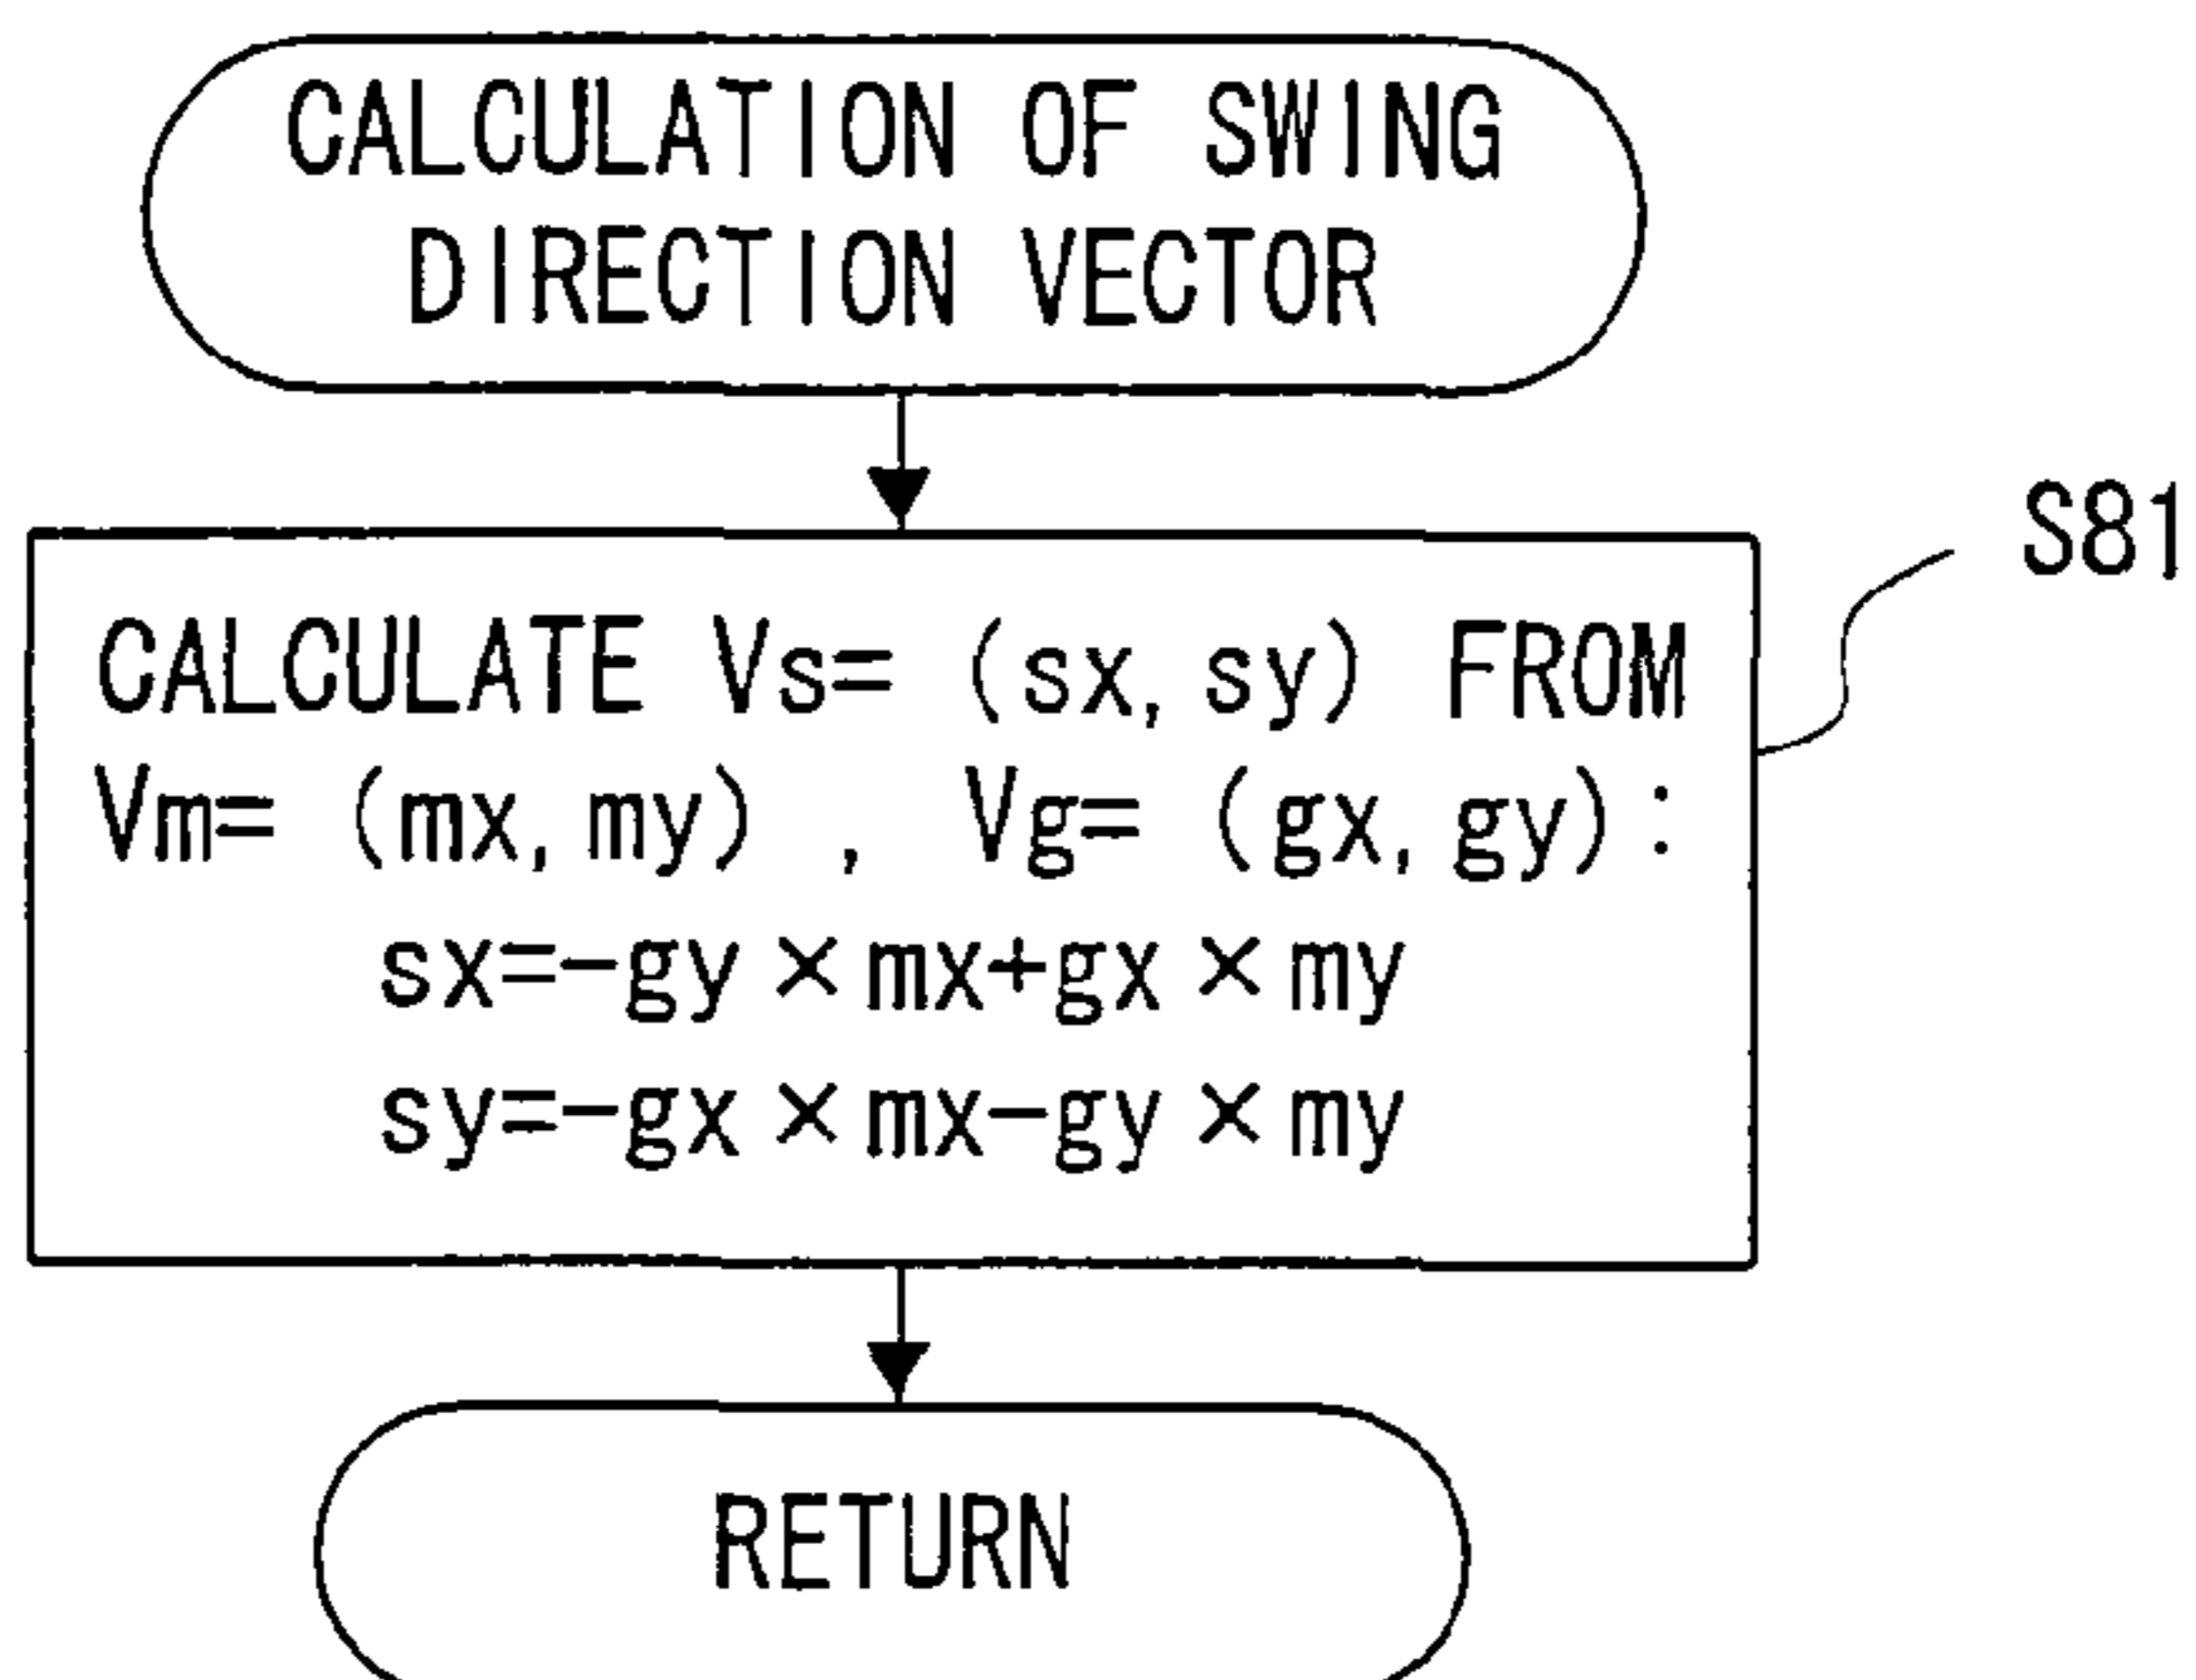 CALCULATION OF SWING
DIRECTION VECTOR
S81
CALCULATE Vs= (sx, sy) FROM
Vm= (mx, my) , Vg= (gx, gy) :
sx=-gy × mx+gx × my
sy=-gx × mx-gy × my
RETURN